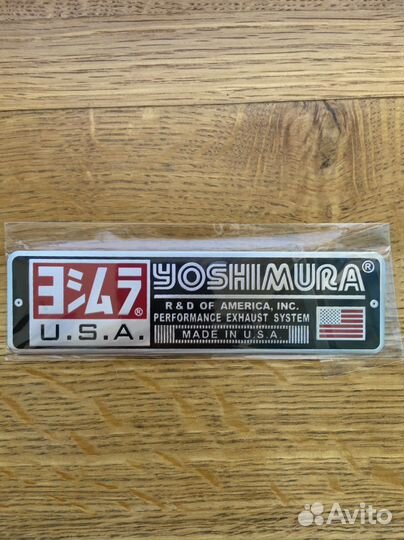 ヨシムラ®
U.S.A.
YOSHIMURA®
R & D OF AMERICA, INC.
PERFORMANCE EXHAUST SYSTEM
MADE IN U.S.A
Avito